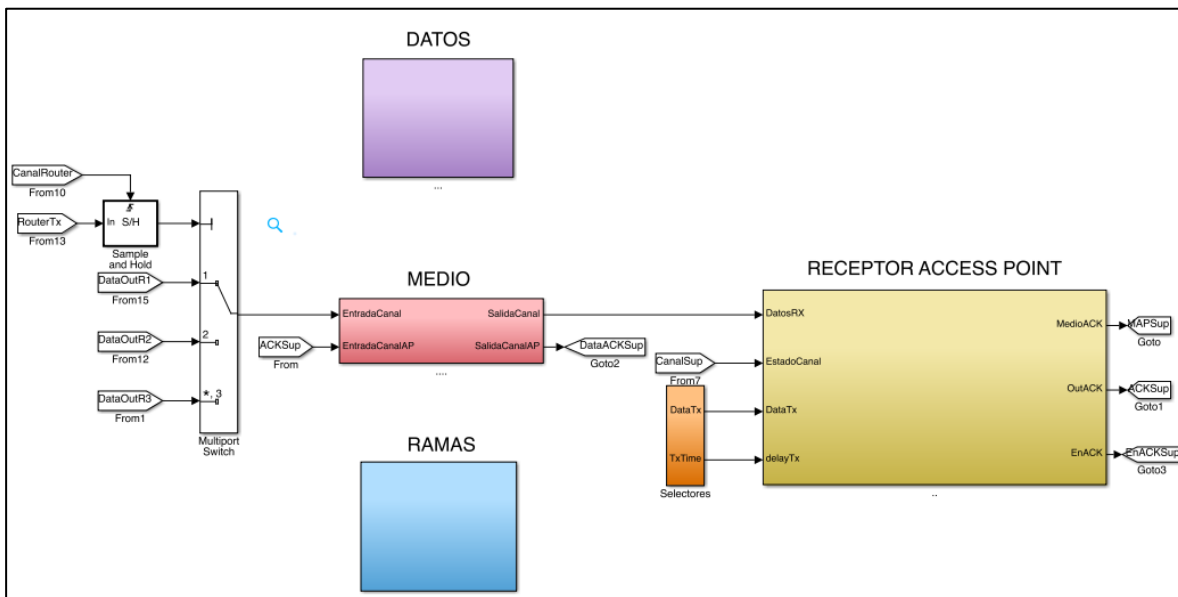 DATOS
...
CanalRouter
From10
RouterTx
From13
In S/H
Sample
and Hold
DataOutR1
From15
1
DataOutR2
From12
2
DataOutR3
From1
*, 3
Multiport
Switch
MEDIO
EntradaCanal
SalidaCanal
EntradaCanalAP
SalidaCanalAP
....
ACKSup
From
DataACKSup
Goto2
RAMAS
...
RECEPTOR ACCESS POINT
DatosRX
MedioACK
EstadoCanal
OutACK
DataTx
delayTx
EnACK
..
CanalSup
From7
DataTx
TxTime
Selectores
MAPSup
Goto
ACKSup
Goto1
EnACKSup
Goto3